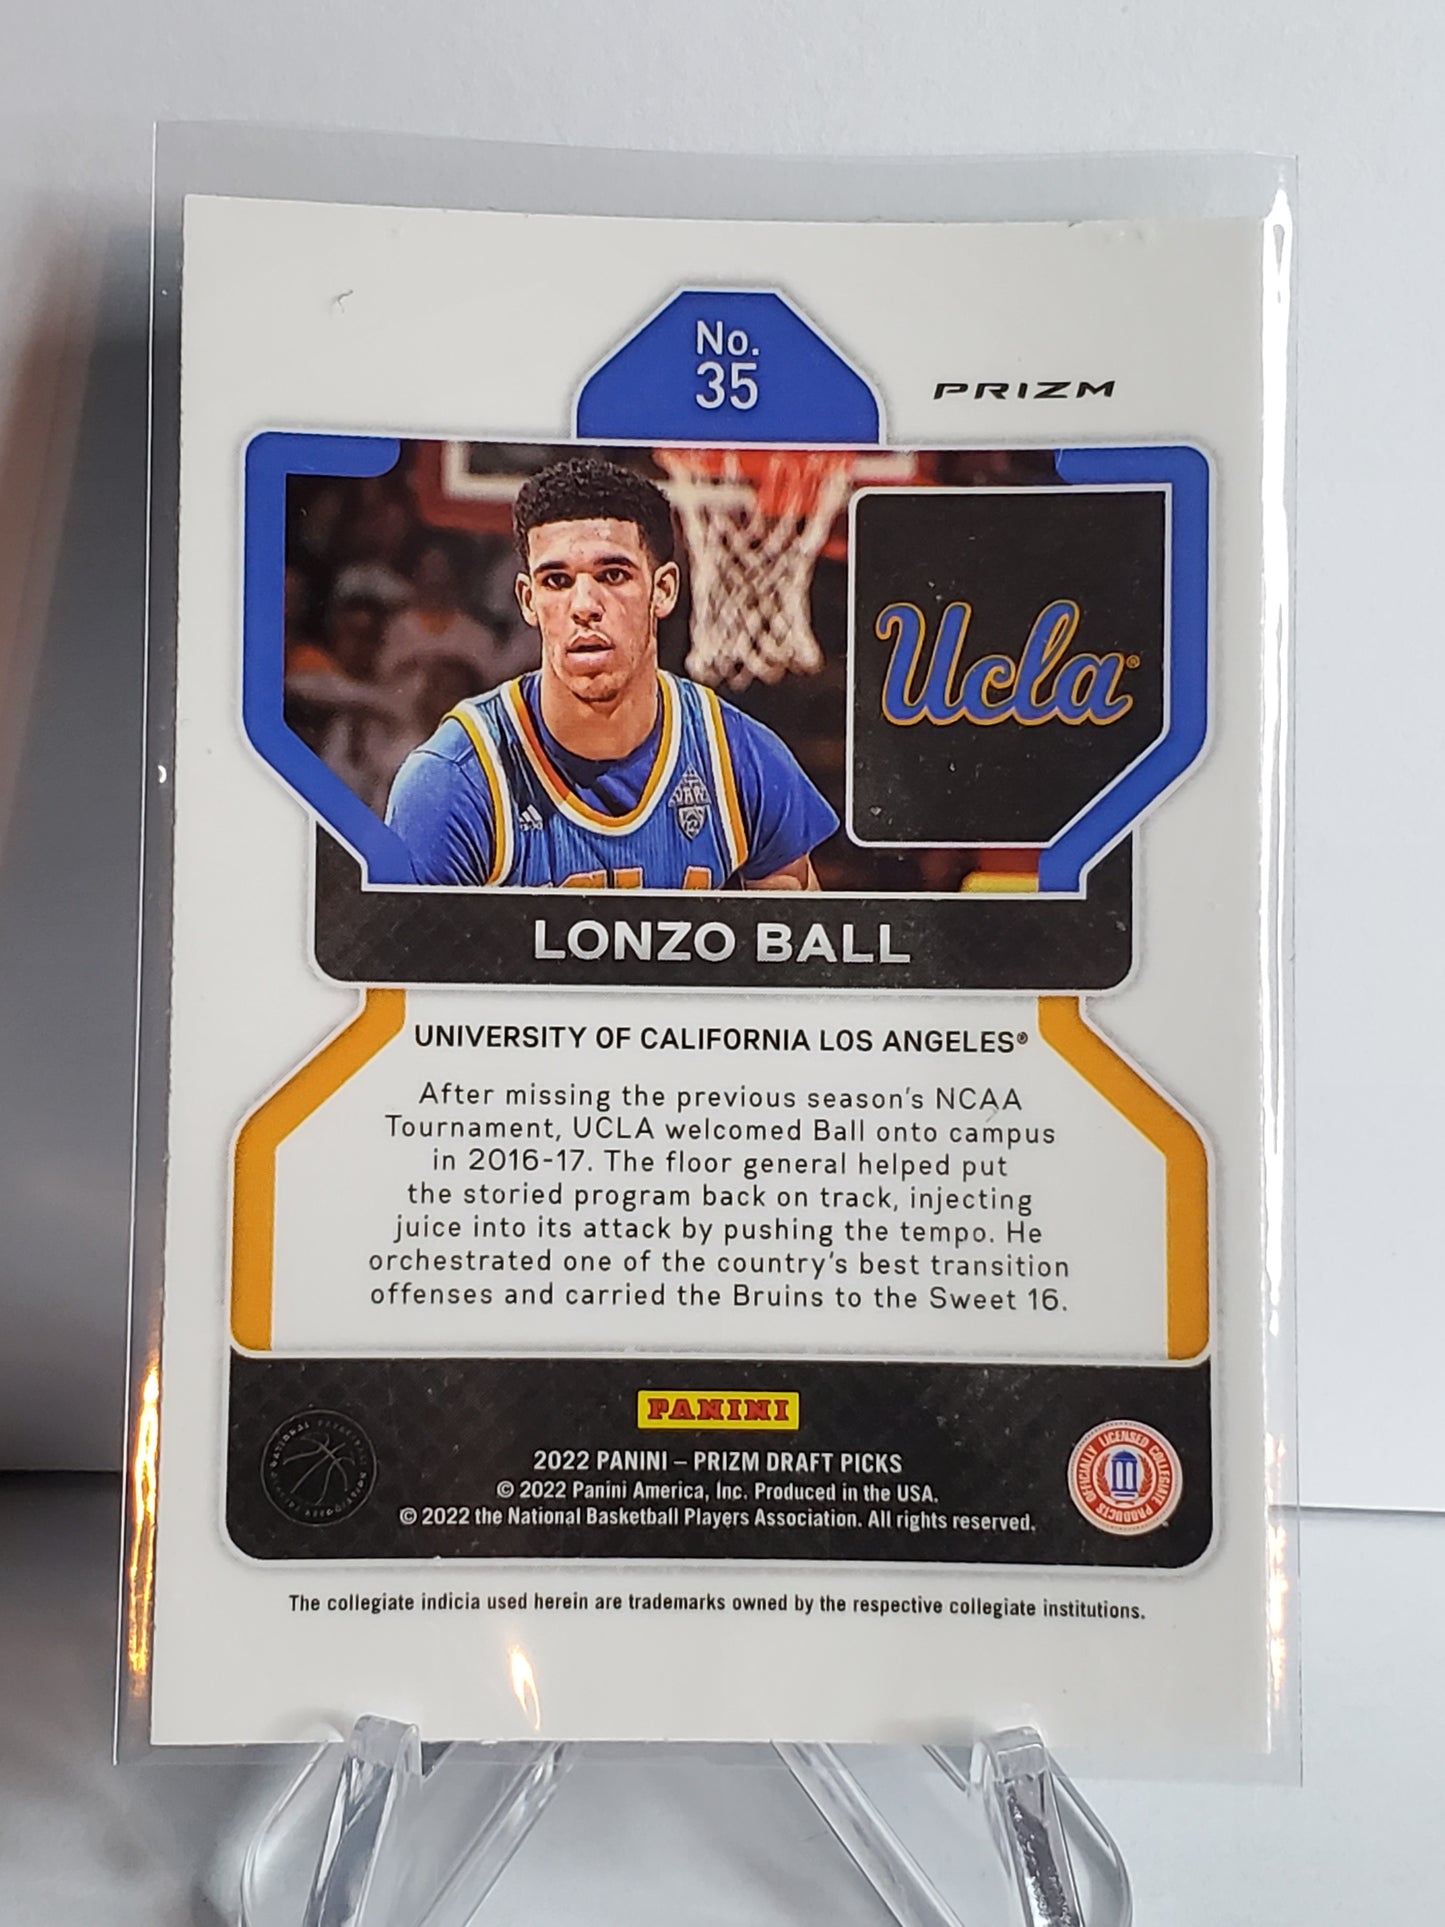 No.
35
PRIZM
Ucla®
LONZO BALL
UNIVERSITY OF CALIFORNIA LOS ANGELES®
After missing the previous season's NCAA
Tournament, UCLA welcomed Ball onto campus
in 2016-17. The floor general helped put
the storied program back on track, injecting
juice into its attack by pushing the tempo. He
orchestrated one of the country's best transition
offenses and carried the Bruins to the Sweet 16.
PANINI
2022 PANINI – PRIZM DRAFT PICKS
© 2022 Panini America, Inc. Produced in the USA.
© 2022 the National Basketball Players Association. All rights reserved.
OFFICIALLY LICENSED COLLEGIATE PRODUCTS
The collegiate indicia used herein are trademarks owned by the respective collegiate institutions.